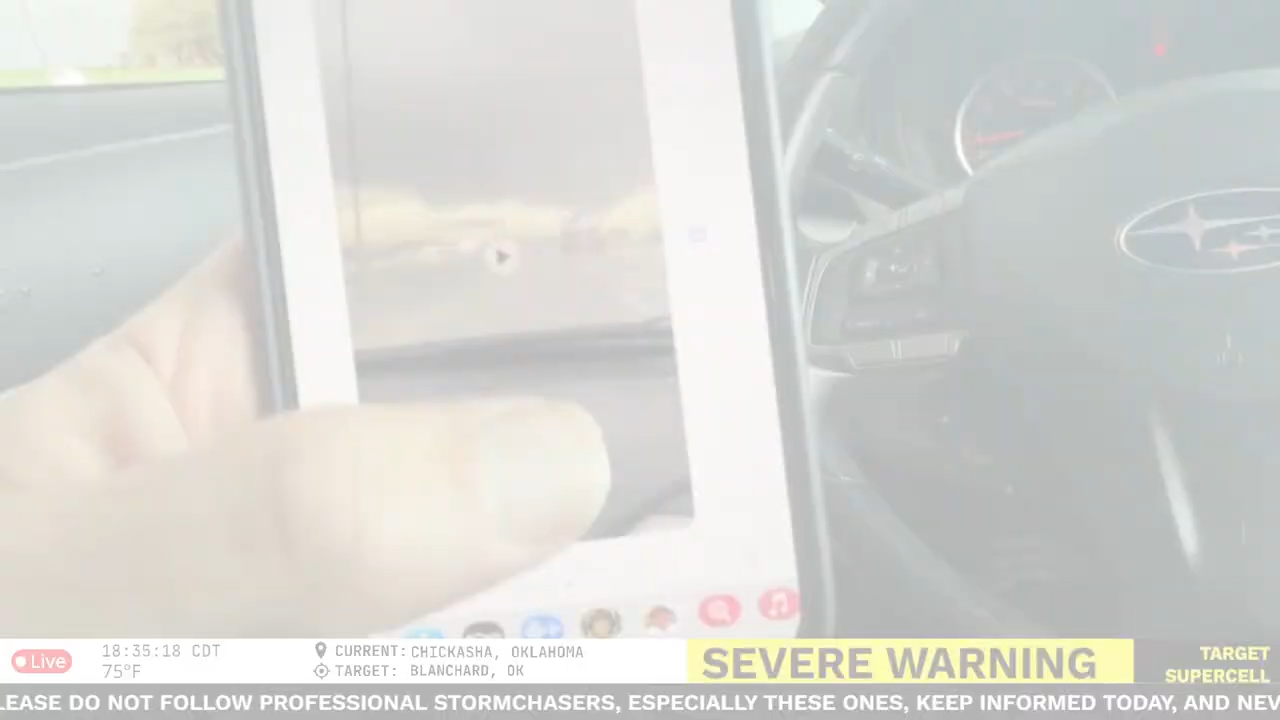 Live
18:35:18 CDT
75°F
CURRENT: CHICKASHA, OKLAHOMA
TARGET: BLANCHARD, OK
SEVERE WARNING
TARGET
SUPERCELL
LEASE DO NOT FOLLOW PROFESSIONAL STORMCHASERS, ESPECIALLY THESE ONES, KEEP INFORMED TODAY, AND NEV